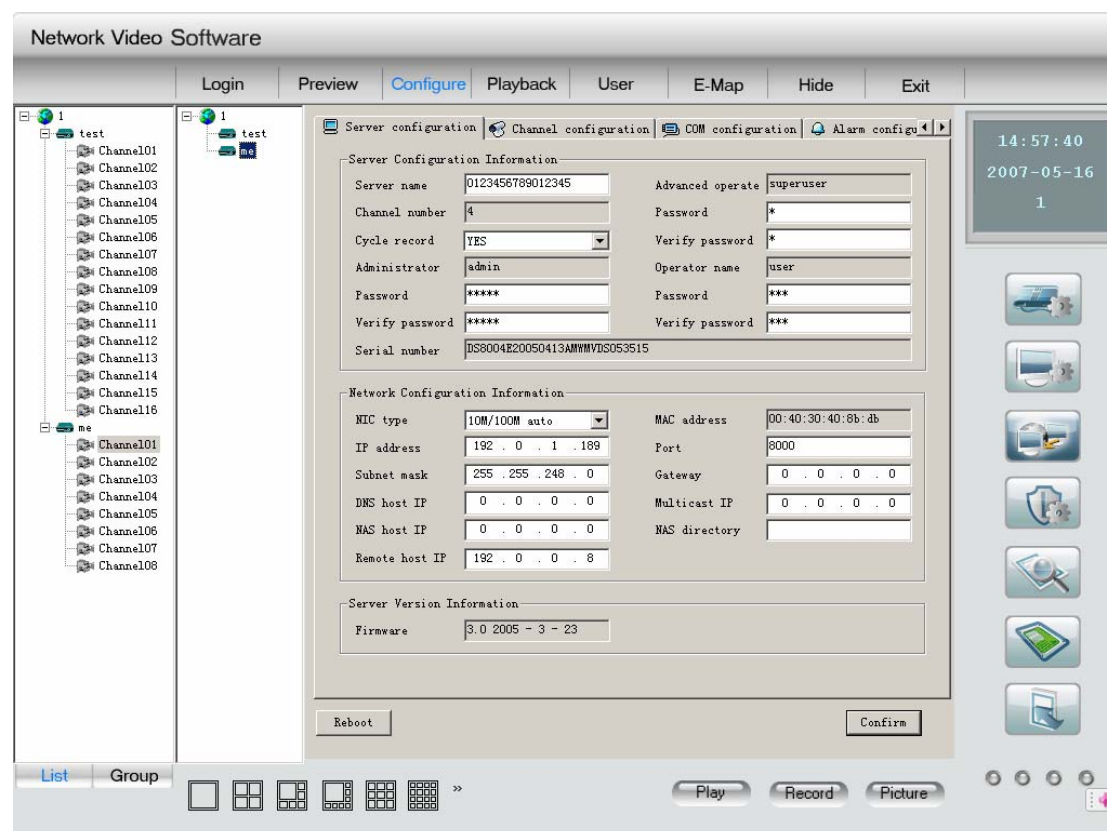 Network Video Software
Login Preview Configure Playback User E-Map Hide Exit
1
test
Channel01
Channel02
Channel03
Channel04
Channel05
Channel06
Channel07
Channel08
Channel09
Channel10
Channel11
Channel12
Channel13
Channel14
Channel15
Channel16
me
Channel01
Channel02
Channel03
Channel04
Channel05
Channel06
Channel07
Channel08
1
test
me
Server configuration Channel configuration COM configuration Alarm configu
Server Configuration Information
Server name 0123456789012345 Advanced operate superuser
Channel number 4 Password *
Cycle record YES Verify password *
Administrator admin Operator name user
Password ***** Password ***
Verify password ***** Verify password ***
Serial number DS8004E20050413AMWMVDS053515
Network Configuration Information
NIC type 10M/100M auto MAC address 00:40:30:40:8b:db
IP address 192 . 0 . 1 . 189 Port 8000
Subnet mask 255 . 255 . 248 . 0 Gateway 0 . 0 . 0 . 0
DNS host IP 0 . 0 . 0 . 0 Multicast IP 0 . 0 . 0 . 0
NAS host IP 0 . 0 . 0 . 0 NAS directory
Remote host IP 192 . 0 . 0 . 8
Server Version Information
Firmware 3.0 2005 - 3 - 23
Reboot Confirm
14:57:40
2007-05-16
1
List Group » Play Record Picture